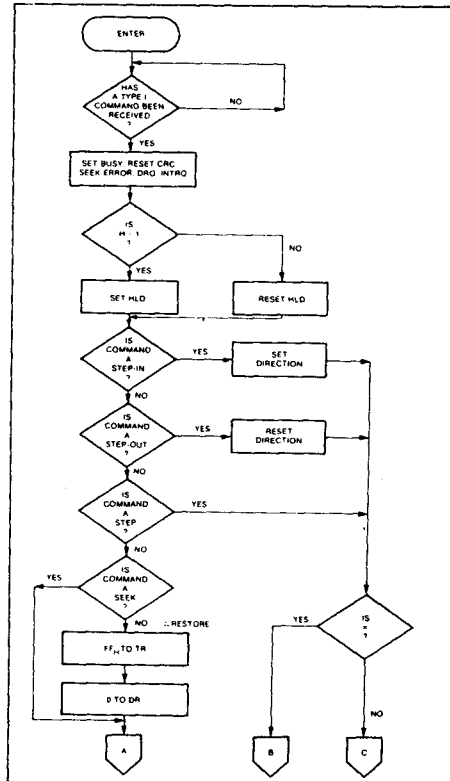 ENTER
HAS
A TYPE I
COMMAND BEEN
RECEIVED
?
NO
YES
SET BUSY, RESET CRC
SEEK ERROR, DRQ, INTRQ
IS
?
NO
YES
SET HLD
RESET HLD
IS
COMMAND
A
STEP-IN
?
YES
SET
DIRECTION
NO
IS
COMMAND
A
STEP-OUT
?
YES
RESET
DIRECTION
NO
IS
COMMAND
A
STEP
?
YES
NO
YES
IS
COMMAND
A
SEEK
?
NO
RESTORE
FFH TO TR
0 TO DR
YES
IS
?
NO
A
B
C